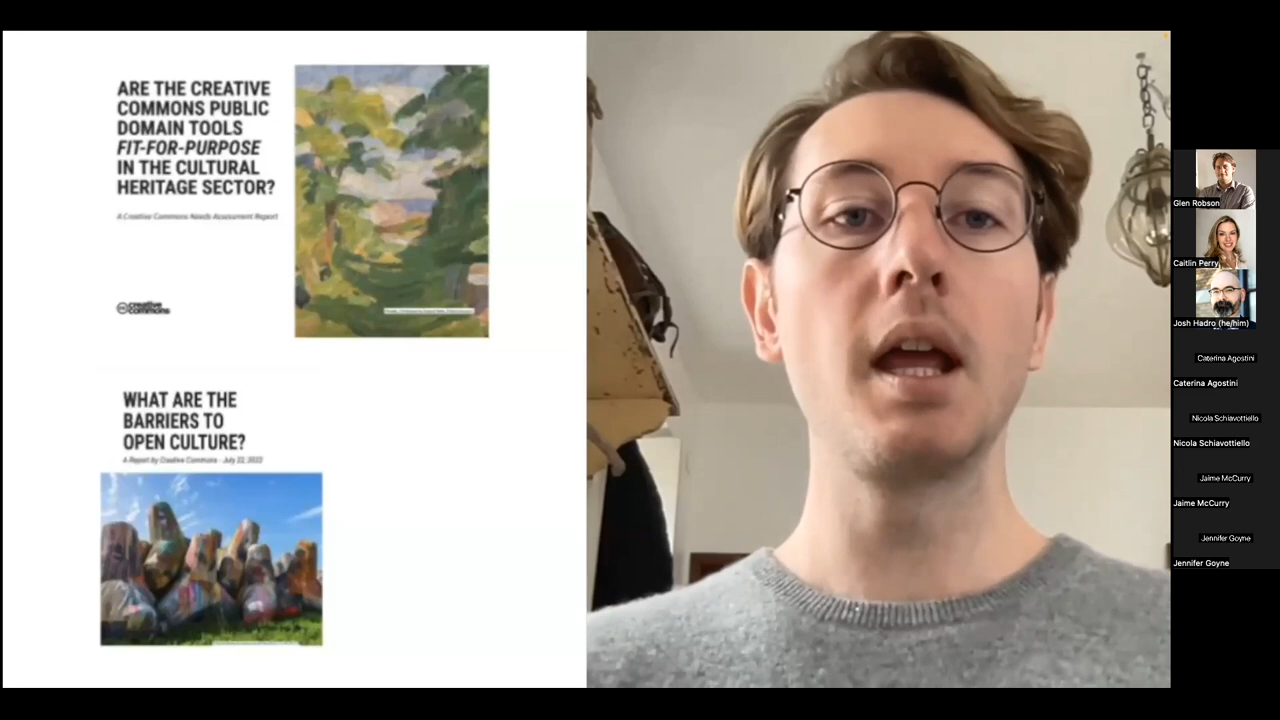 ARE THE CREATIVE
COMMONS PUBLIC
DOMAIN TOOLS
FIT-FOR-PURPOSE
IN THE CULTURAL
HERITAGE SECTOR?
A Creative Commons Needs Assessment Report
creative
commons
WHAT ARE THE
BARRIERS TO
OPEN CULTURE?
A Report by Creative Commons - July 22, 2022
Glen Robson
Caitlin Perry
Josh Hadro (he/him)
Caterina Agostini
Caterina Agostini
Nicola Schiavottiello
Nicola Schiavottiello
Jaime McCurry
Jaime McCurry
Jennifer Goyne
Jennifer Goyne